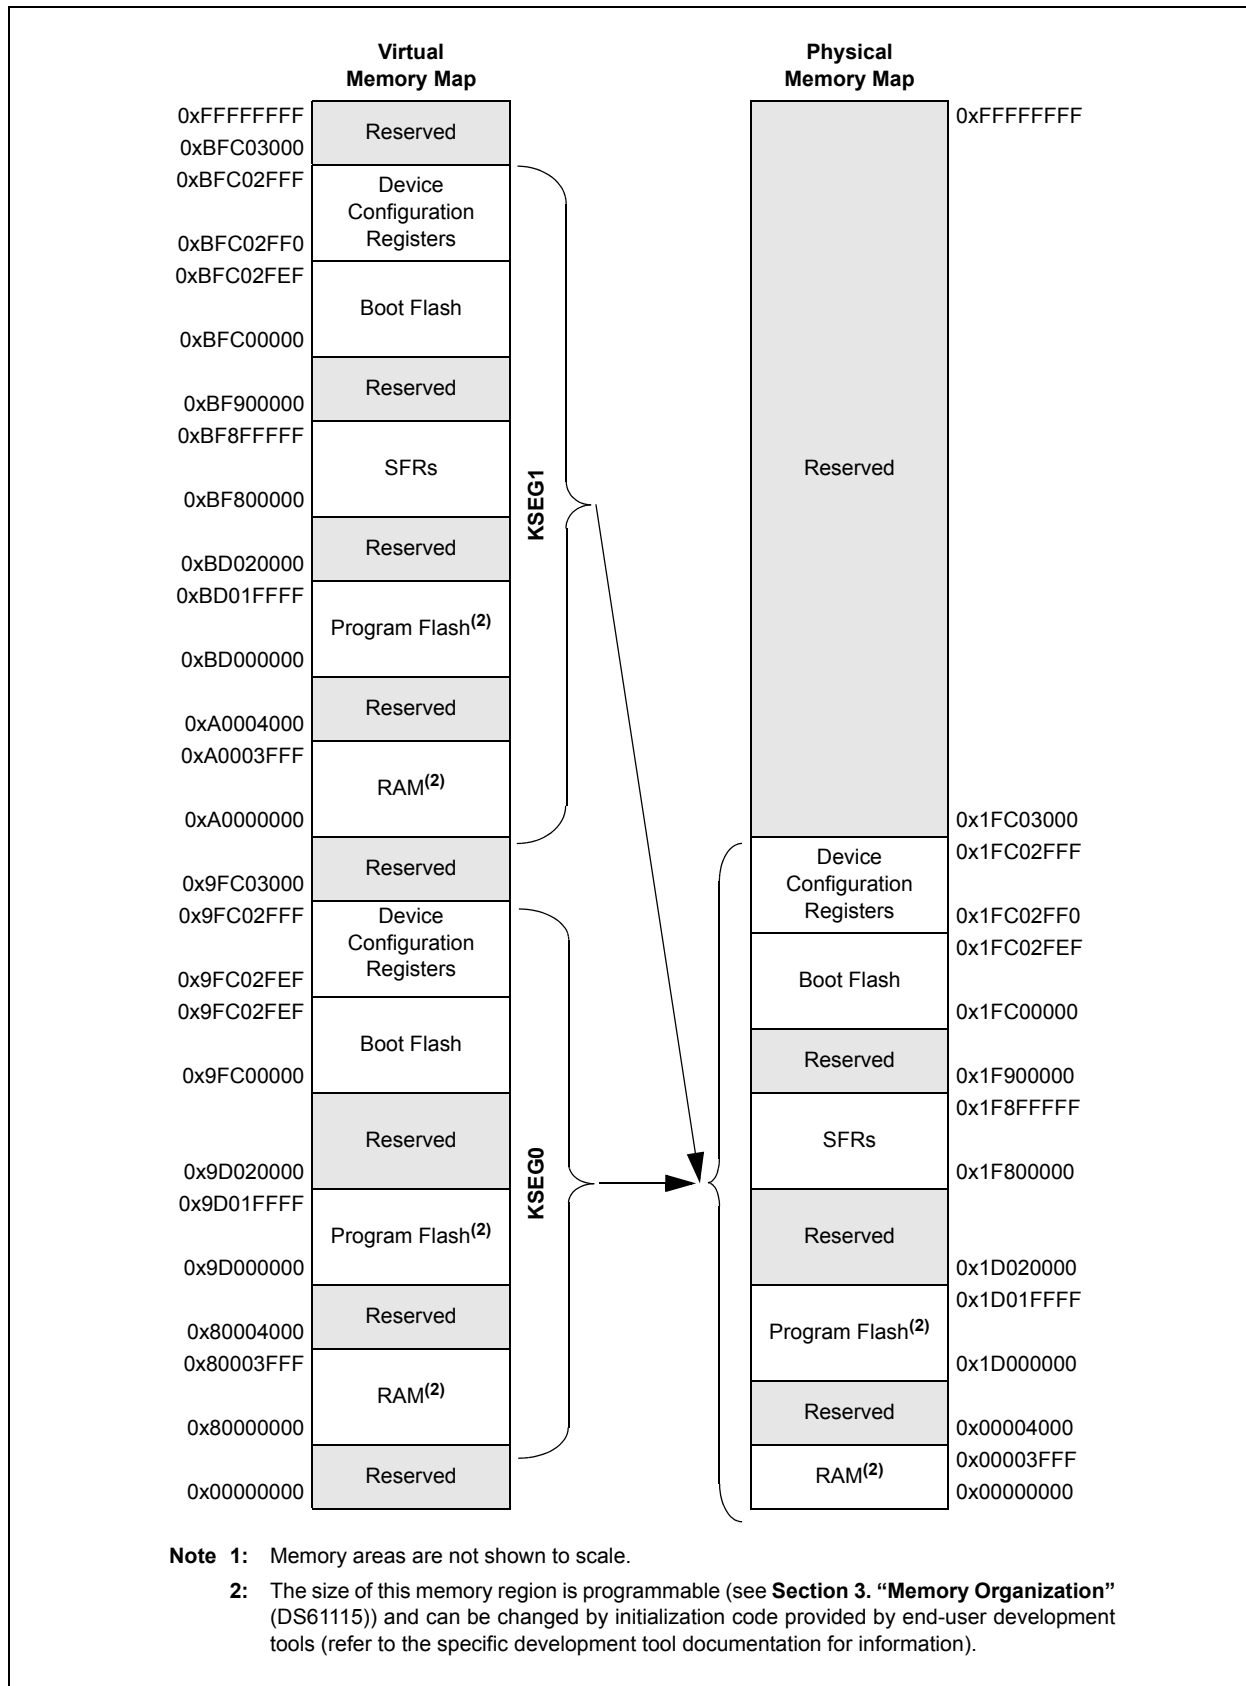 Virtual
Memory Map
0xFFFFFFFF
Reserved
0xBFC03000
0xBFC02FFF
Device
Configuration
Registers
0xBFC02FF0
0xBFC02FEF
Boot Flash
0xBFC00000
Reserved
0xBF900000
0xBF8FFFFF
SFRs
0xBF800000
Reserved
0xBD020000
0xBD01FFFF
Program Flash(2)
0xBD000000
Reserved
0xA0004000
0xA0003FFF
RAM(2)
0xA0000000
Reserved
0x9FC03000
0x9FC02FFF
Device
Configuration
Registers
0x9FC02FEF
0x9FC02FEF
Boot Flash
0x9FC00000
Reserved
0x9D020000
0x9D01FFFF
Program Flash(2)
0x9D000000
Reserved
0x80004000
0x80003FFF
RAM(2)
0x80000000
Reserved
0x00000000
KSEG1
KSEG0
Physical
Memory Map
0xFFFFFFFF
Reserved
0x1FC03000
0x1FC02FFF
Device
Configuration
Registers
0x1FC02FF0
0x1FC02FEF
Boot Flash
0x1FC00000
Reserved
0x1F900000
0x1F8FFFFF
SFRs
0x1F800000
Reserved
0x1D020000
0x1D01FFFF
Program Flash(2)
0x1D000000
Reserved
0x00004000
0x00003FFF
RAM(2)
0x00000000
Note 1: Memory areas are not shown to scale.
2: The size of this memory region is programmable (see Section 3. “Memory Organization”
(DS61115)) and can be changed by initialization code provided by end-user development
tools (refer to the specific development tool documentation for information).